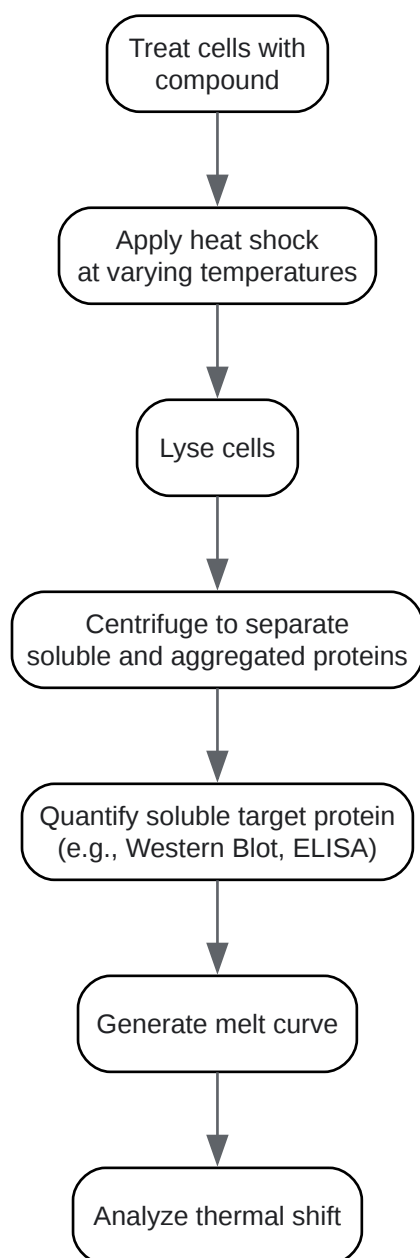 Treat cells with
compound
Apply heat shock
at varying temperatures
Lyse cells
Centrifuge to separate
soluble and aggregated proteins
Quantify soluble target protein
(e.g., Western Blot, ELISA)
Generate melt curve
Analyze thermal shift